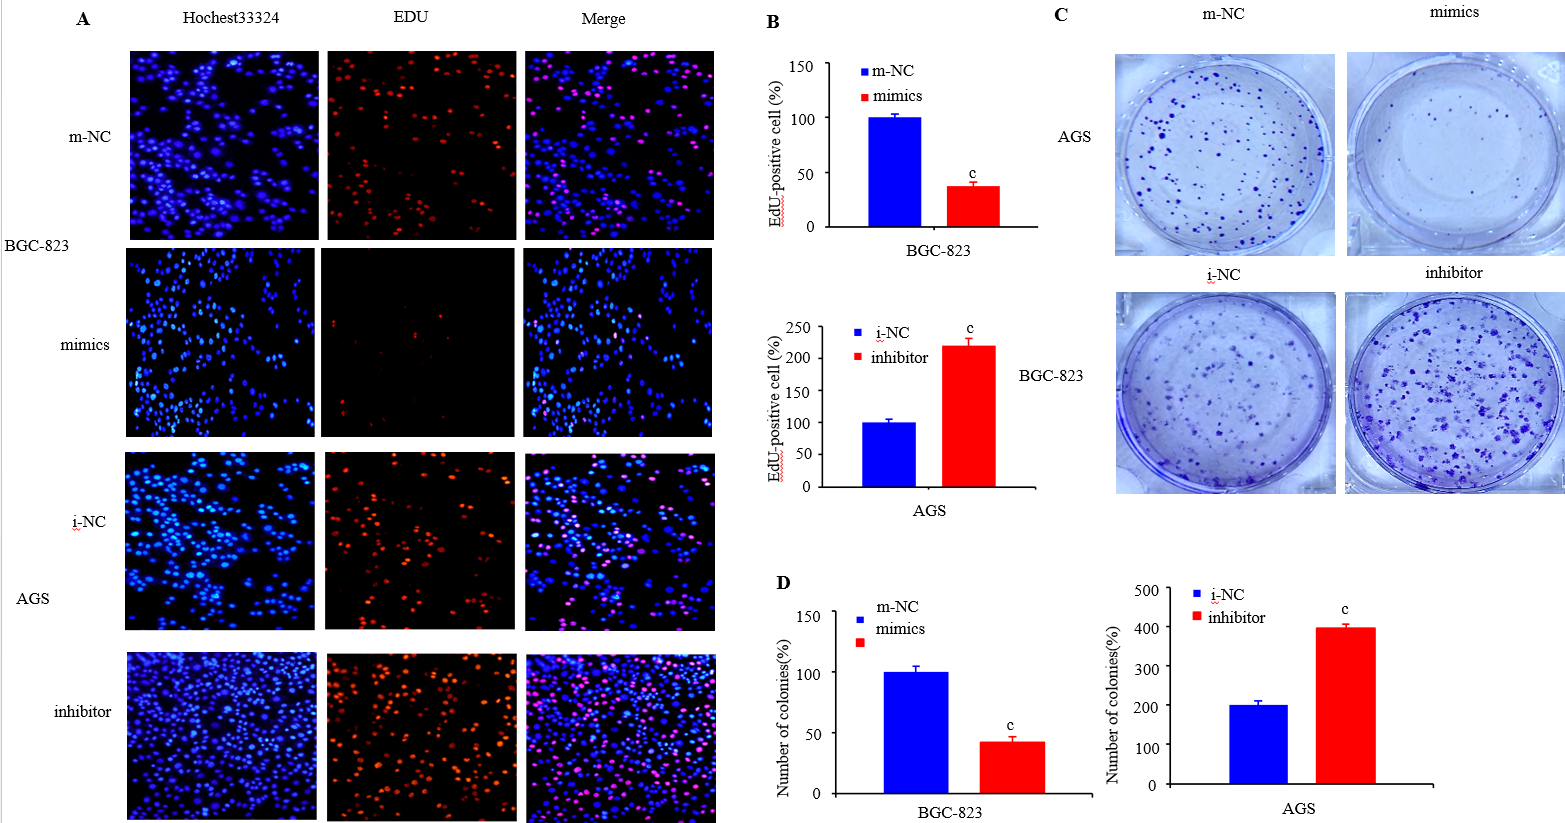 A
Hochest33324
EDU
Merge
m-NC
BGC-823
mimics
i-NC
AGS
inhibitor
B
150
100
50
0
EdU-positive cell (%)
m-NC
mimics
c
BGC-823
250
200
150
100
50
0
EdU-positive cell (%)
i-NC
inhibitor
c
AGS
C
m-NC
mimics
AGS
i-NC
inhibitor
BGC-823
D
150
100
50
0
Number of colonies(%)
m-NC
mimics
c
BGC-823
500
400
300
200
100
0
Number of colonies(%)
i-NC
inhibitor
c
AGS